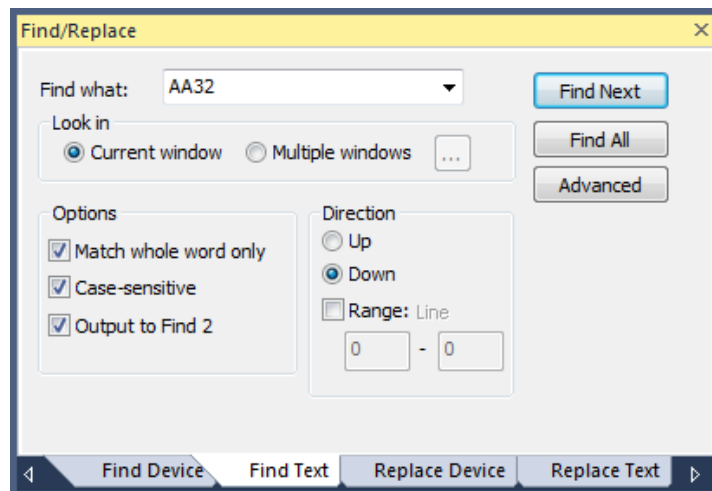 Find/Replace
Find what: AA32 Find Next
Look in
Current window Multiple windows ... Find All
Advanced
Options
Match whole word only
Case-sensitive
Output to Find 2
Direction
Up
Down
Range: Line
0 - 0
Find Device Find Text Replace Device Replace Text